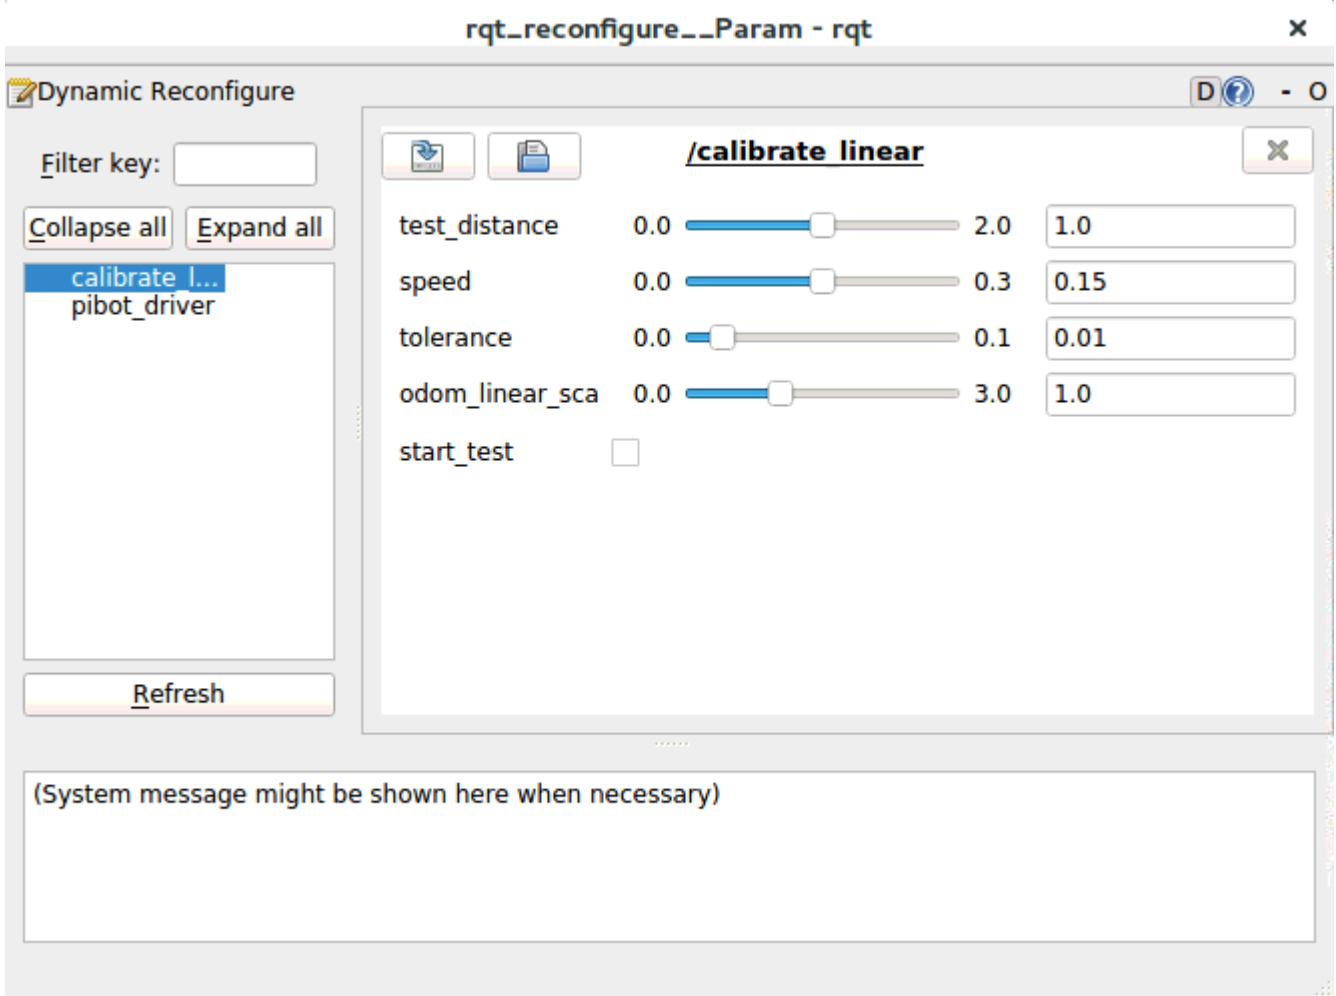 rqt_reconfigure__Param - rqt
Dynamic Reconfigure
D
- O
Filter key:
Collapse all
Expand all
calibrate_l...
pibot_driver
Refresh
/calibrate_linear
test_distance 0.0 2.0 1.0
speed 0.0 0.3 0.15
tolerance 0.0 0.1 0.01
odom_linear_sca 0.0 3.0 1.0
start_test
(System message might be shown here when necessary)